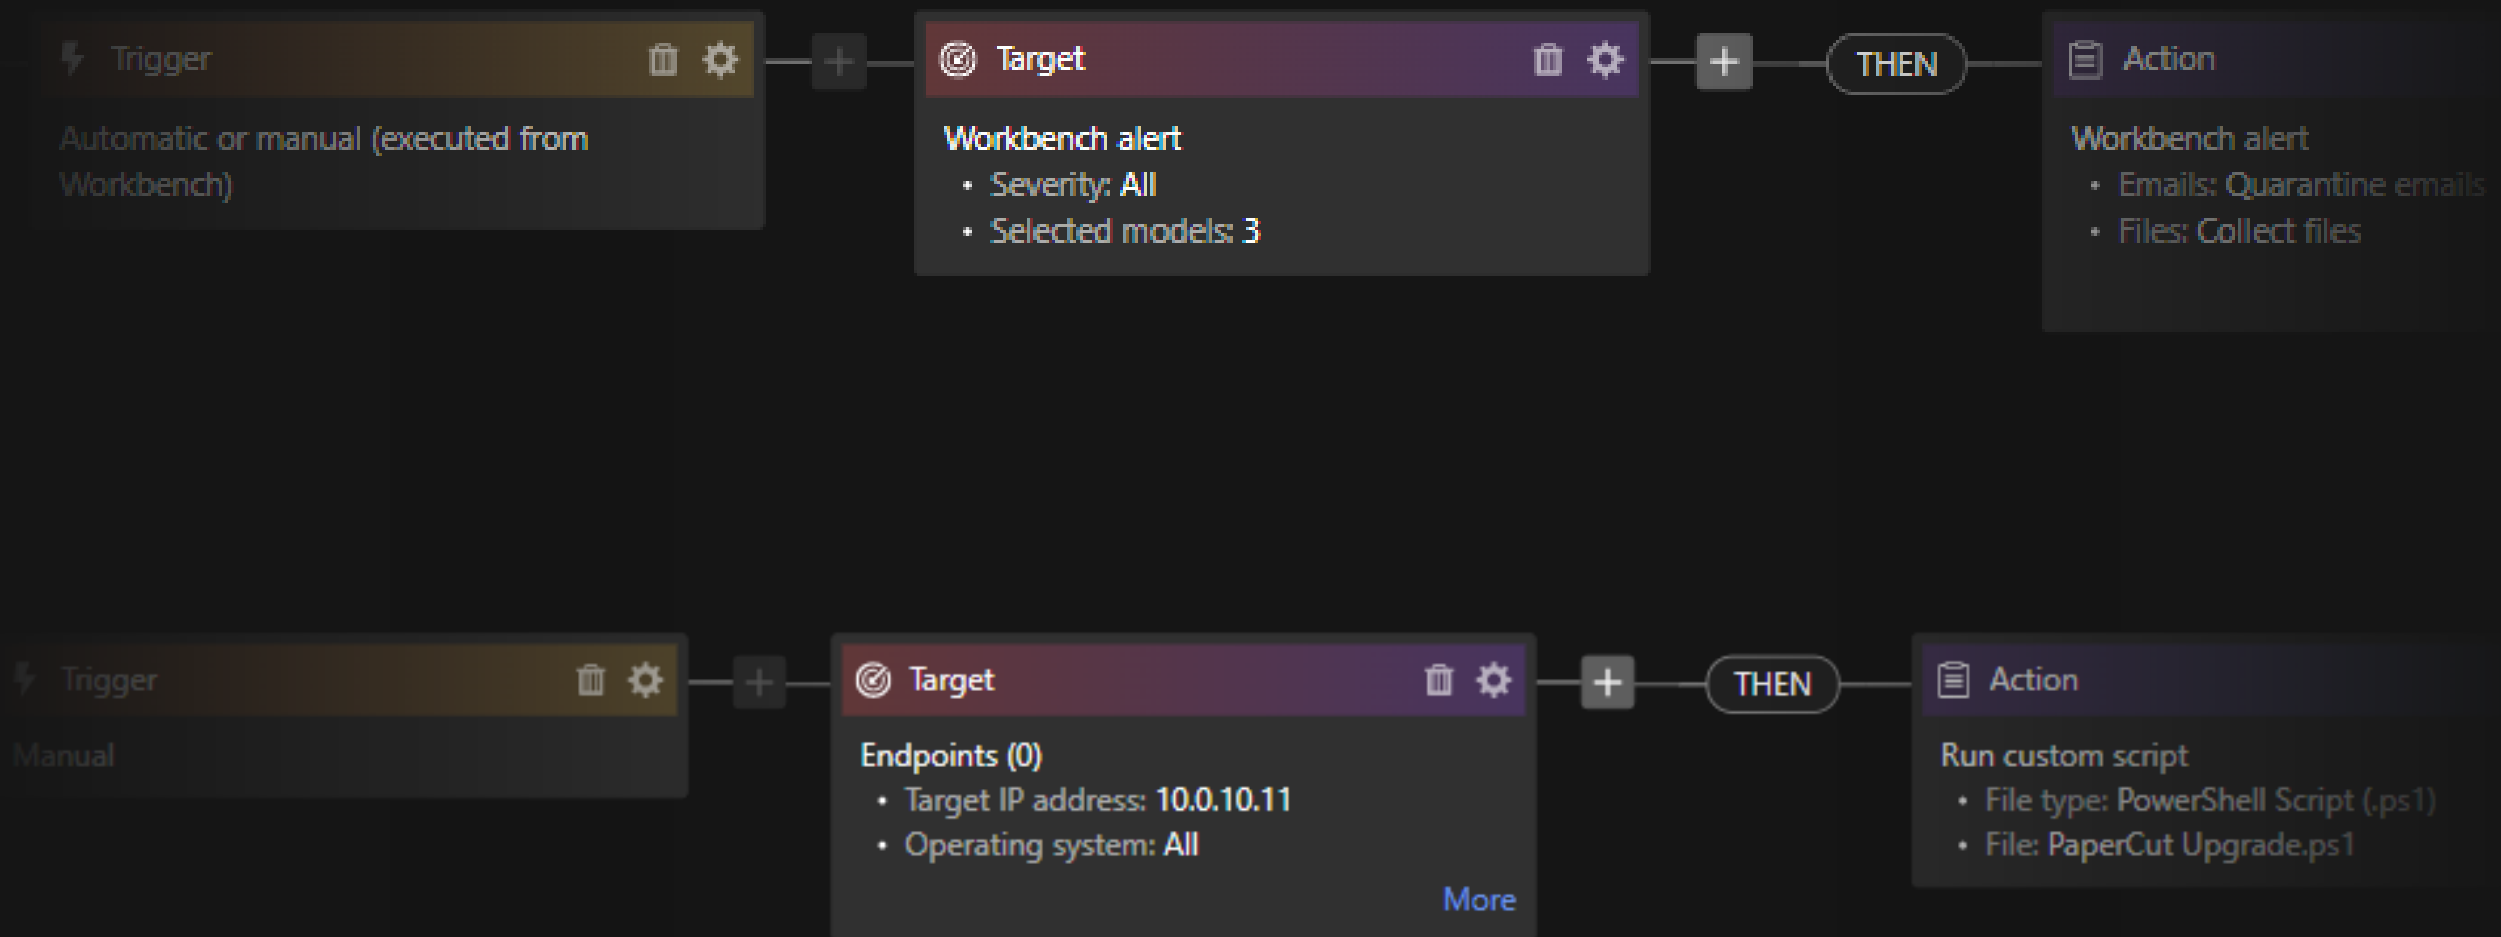 Trigger
Target
THEN
Action
Automatic or manual (executed from
Workbench)
Workbench alert
• Severity: All
• Selected models: 3
Workbench alert
• Emails: Quarantine emails
• Files: Collect files
Trigger
Target
THEN
Action
Manual
Endpoints (0)
• Target IP address: 10.0.10.11
• Operating system: All
More
Run custom script
• File type: PowerShell Script (.ps1)
• File: PaperCut Upgrade.ps1